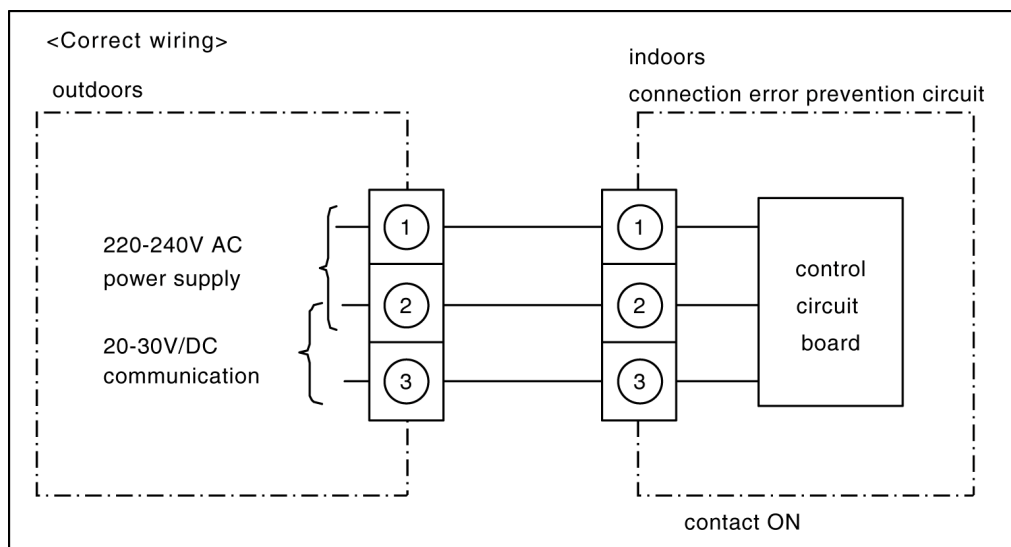 <Correct wiring>
outdoors
indoors
connection error prevention circuit
220-240V AC
power supply
20-30V/DC
communication
1
2
3
1
2
3
control
circuit
board
contact ON